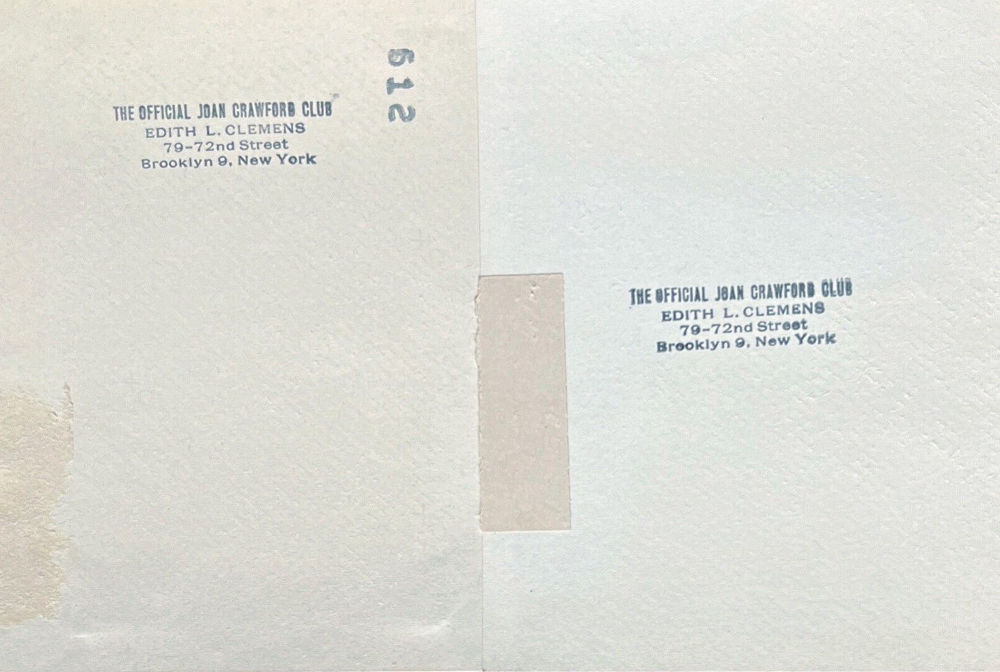 THE OFFICIAL JOAN CRAWFORD CLUB
EDITH L. CLEMENS
79-72nd Street
Brooklyn 9, New York
612
THE OFFICIAL JOAN CRAWFORD CLUB
EDITH L. CLEMENS
79-72nd Street
Brooklyn 9, New York